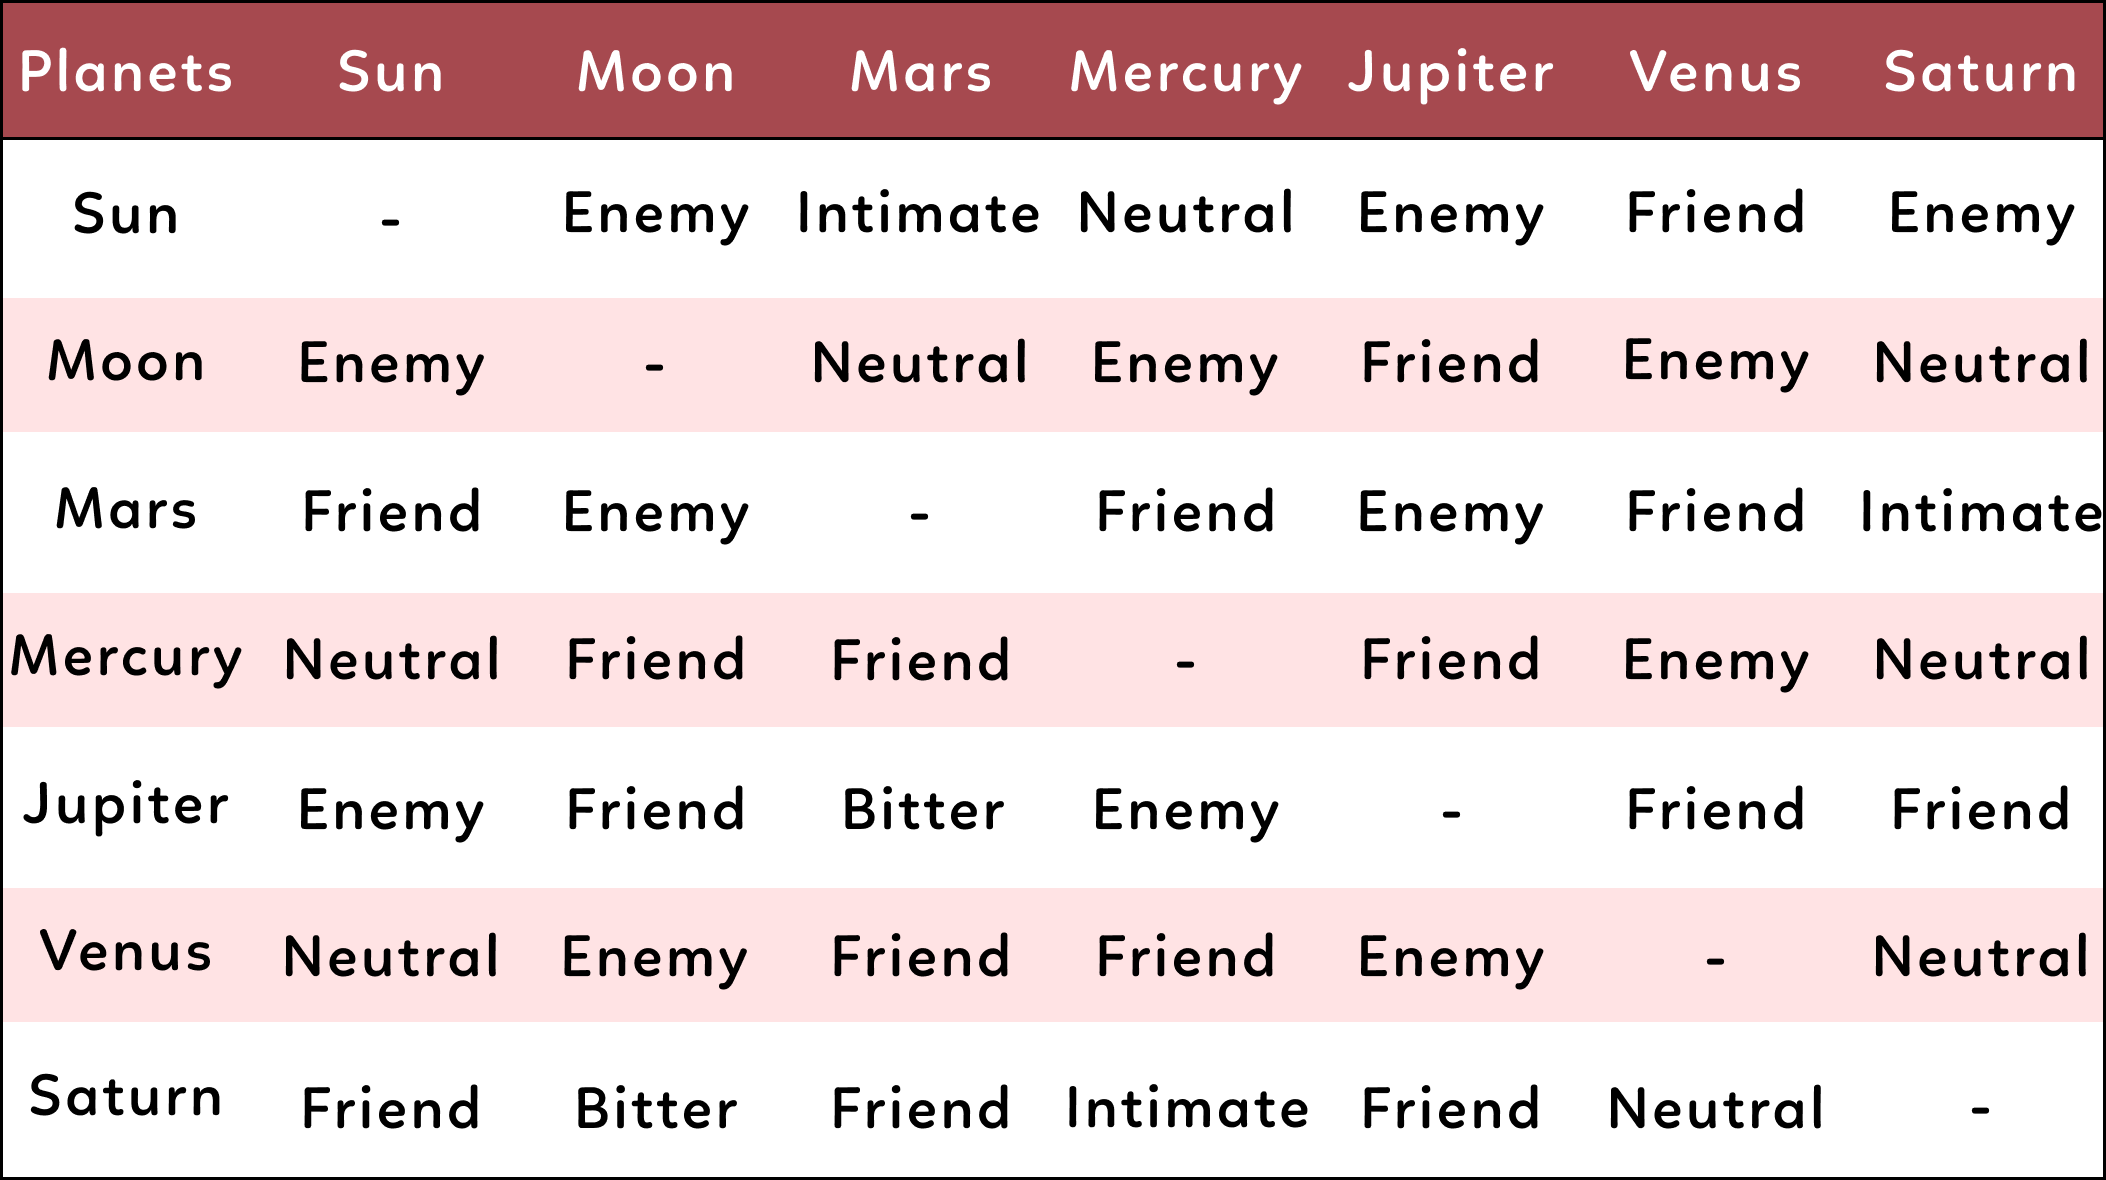 Planets Sun Moon Mars Mercury Jupiter Venus Saturn
Sun - Enemy Intimate Neutral Enemy Friend Enemy
Moon Enemy - Neutral Enemy Friend Enemy Neutral
Mars Friend Enemy - Friend Enemy Friend Intimate
Mercury Neutral Friend Friend - Friend Enemy Neutral
Jupiter Enemy Friend Bitter Enemy - Friend Friend
Venus Neutral Enemy Friend Friend Enemy - Neutral
Saturn Friend Bitter Friend Intimate Friend Neutral -